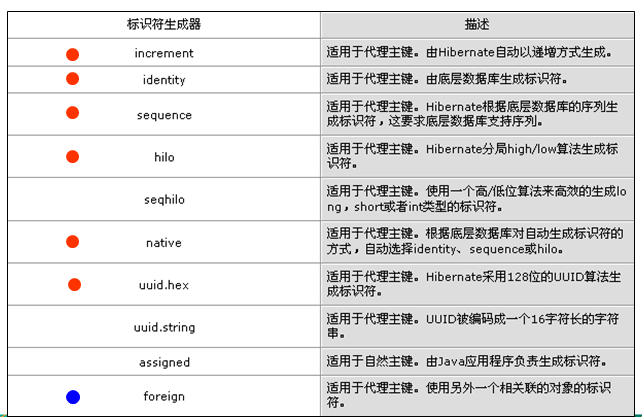 标识符生成器
描述
increment
适用于代理主键。由Hibernate自动以递增方式生成。
identity
适用于代理主键。由底层数据库生成标识符。
sequence
适用于代理主键。Hibernate根据底层数据库的序列生
成标识符，这要求底层数据库支持序列。
hilo
适用于代理主键。Hibernate分局high/low算法生成标
识符。
seqhilo
适用于代理主键。使用一个高/低位算法来高效的生成lo
ng，short或者int类型的标识符。
native
适用于代理主键。根据底层数据库对自动生成标识符的
方式，自动选择identity、sequence或hilo。
uuid.hex
适用于代理主键。Hibernate采用128位的UUID算法生
成标识符。
uuid.string
适用于代理主键。UUID被编码成一个16字符长的字符
串。
assigned
适用于自然主键。由Java应用程序负责生成标识符。
foreign
适用于代理主键。使用另外一个相关联的对象的标识
符。